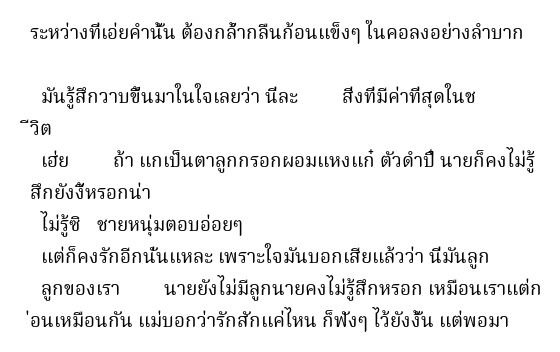 ระหว่างที่เอ่ยคำนั้น ต้องกล้ำกลืนก้อนแข็งๆ ในคอลงอย่างลำบาก
มันรู้สึกวาบขึ้นมาในใจเลยว่า นี่ละ สิ่งที่มีค่าที่สุดในช
ีวิต
เฮ่ย ถ้า แกเป็นตาลูกกรอกผอมแหงแก๋ ตัวดำปี๋ นายก็คงไม่รู้
สึกยังงี้หรอกน่า
ไม่รู้ซิ ชายหนุ่มตอบอ่อยๆ
แต่ก็คงรักอีกนั่นแหละ เพราะใจมันบอกเสียแล้วว่า นี่มันลูก
ลูกของเรา นายยังไม่มีลูกนายคงไม่รู้สึกหรอก เหมือนเราแต่ก
่อนเหมือนกัน แม่บอกว่ารักสักแค่ไหน ก็ฟังๆ ไว้ยังงั้น แต่พอมา